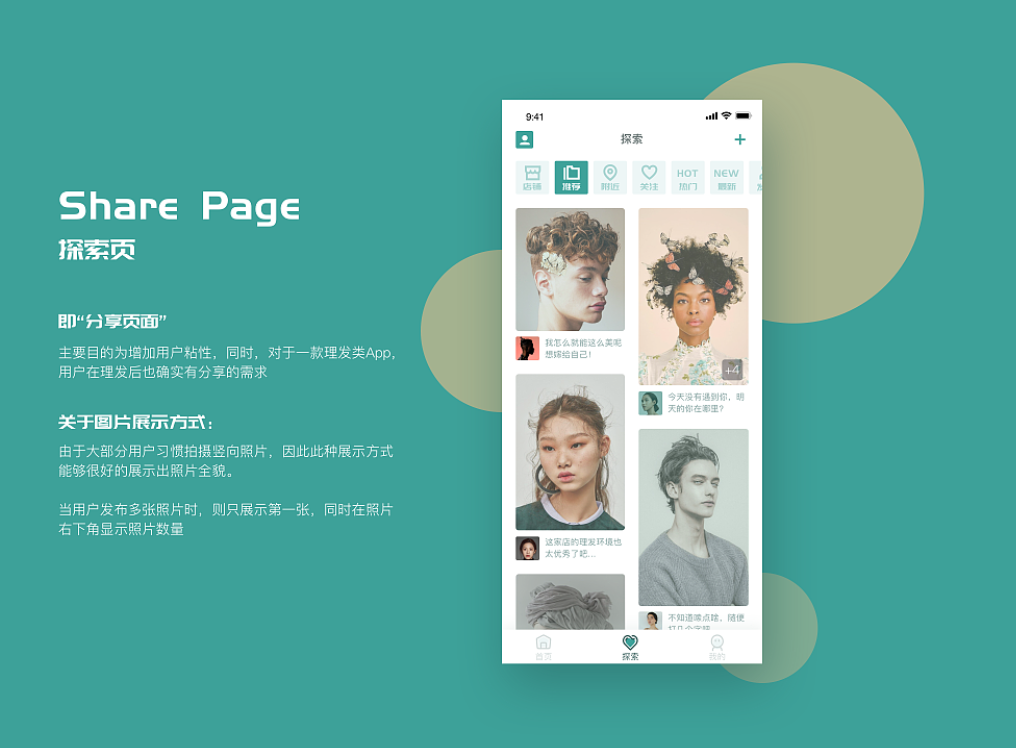 Share Page
探索页
即“分享页面”
主要目的为增加用户粘性，同时，对于一款理发类App，
用户在理发后也确实有分享的需求
关于图片展示方式：
由于大部分用户习惯拍摄竖向照片，因此此种展示方式
能够很好的展示出照片全貌。
当用户发布多张照片时，则只展示第一张，同时在照片
右下角显示照片数量
9:41
探索
店铺
推荐
附近
关注
HOT
热门
NEW
最新
我怎么就能这么美呢
想嫁给自己！
+4
今天没有遇到你，明
天的你在哪里？
这家店的理发环境也
太优秀了吧...
不知道嚎点啥、随便
首页
探索
我的